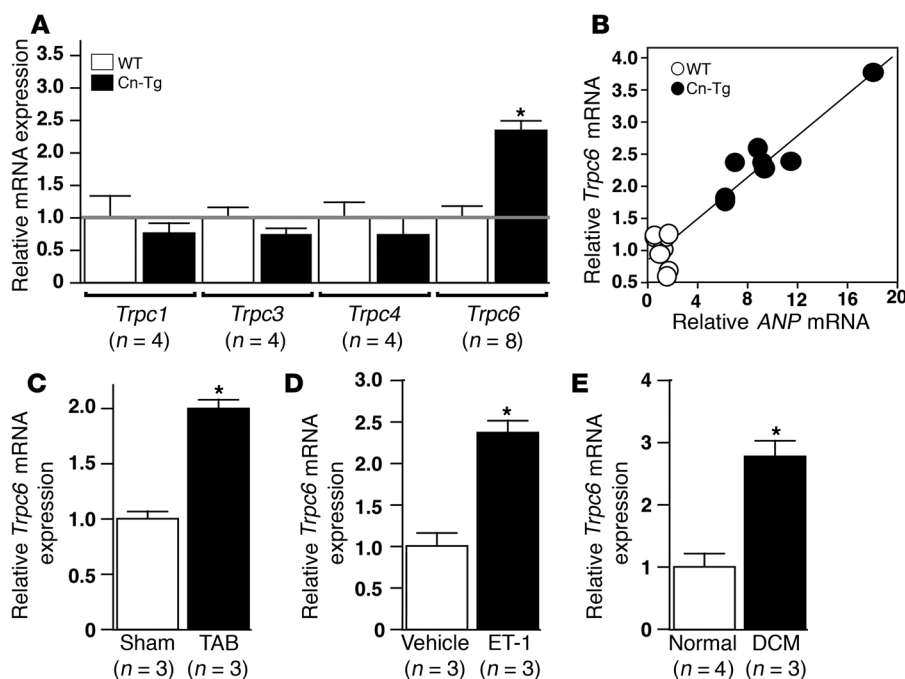 A
Relative mRNA expression
3.5
3.0
2.5
2.0
1.5
1.0
0.5
0
WT
Cn-Tg
*
Trpc1
(n = 4)
Trpc3
(n = 4)
Trpc4
(n = 4)
Trpc6
(n = 8)
B
Relative Trpc6 mRNA
4.0
3.5
3.0
2.5
2.0
1.5
1.0
0.5
WT
Cn-Tg
0 4 8 12 16 20
Relative ANP mRNA
C
Relative Trpc6 mRNA
expression
2.0
1.5
1.0
0.5
0
*
Sham TAB
(n = 3) (n = 3)
D
Relative Trpc6 mRNA
expression
3.0
2.5
2.0
1.5
1.0
0.5
0
*
Vehicle ET-1
(n = 3) (n = 3)
E
Relative Trpc6 mRNA
expression
4
3
2
1
0
*
Normal DCM
(n = 4) (n = 3)